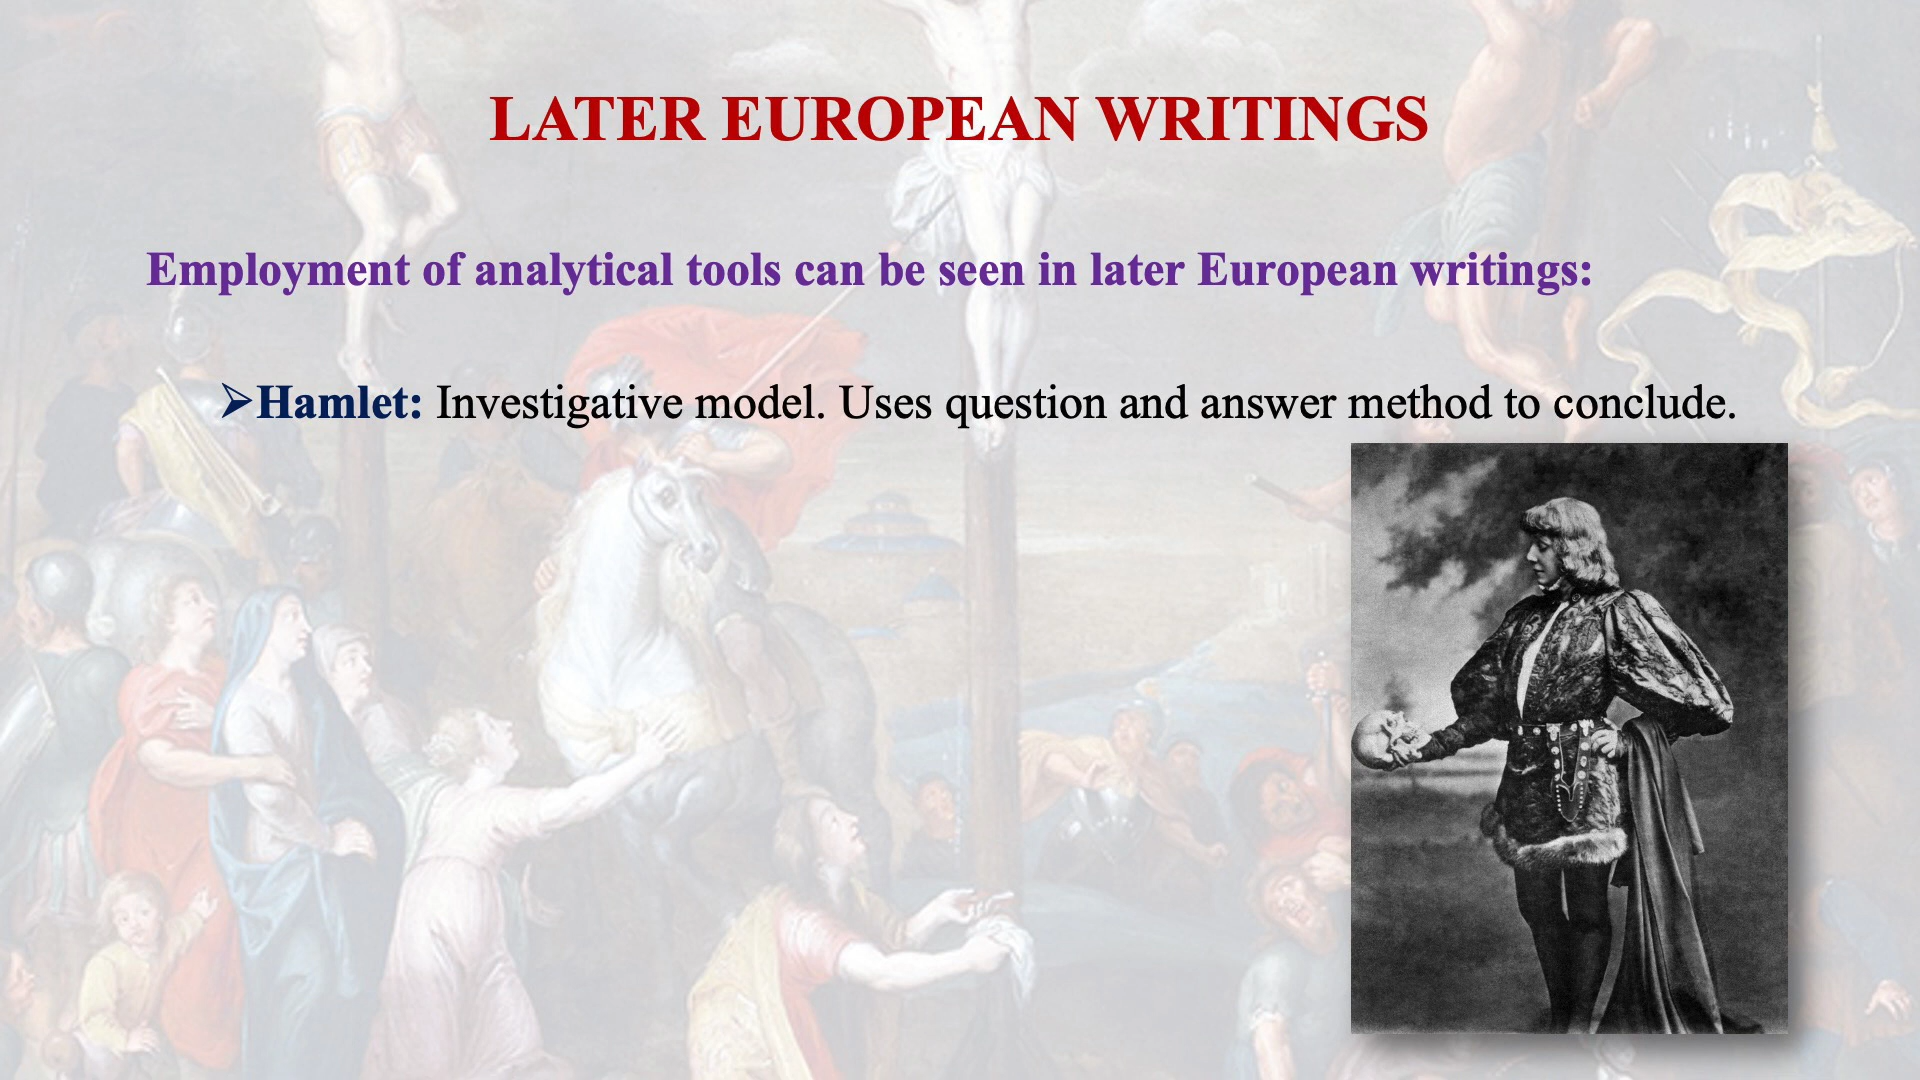 LATER EUROPEAN WRITINGS
Employment of analytical tools can be seen in later European writings:
➢Hamlet: Investigative model. Uses question and answer method to conclude.